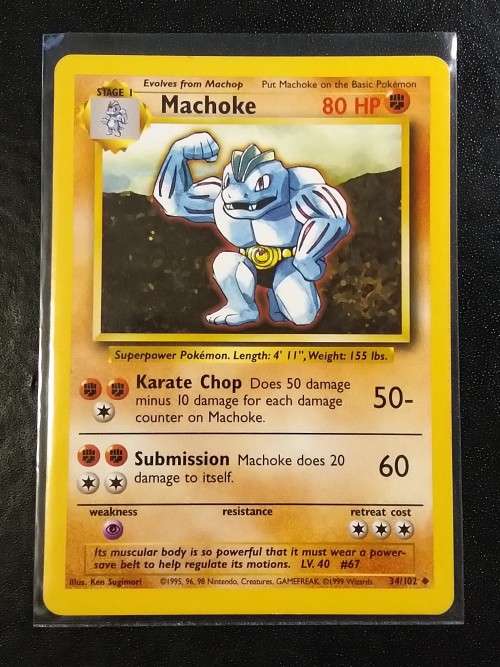 Evolves from Machop Put Machoke on the Basic Pokémon
STAGE 1
Machoke 80 HP
Superpower Pokémon. Length: 4' 11", Weight: 155 lbs.
Karate Chop Does 50 damage
minus 10 damage for each damage
counter on Machoke.
50-
Submission Machoke does 20
damage to itself.
60
weakness resistance retreat cost
Its muscular body is so powerful that it must wear a power-
save belt to help regulate its motions. LV. 40 #67
Illus. Ken Sugimori ©1995, 96, 98 Nintendo, Creatures, GAMEFREAK. ©1999 Wizards. 34/102